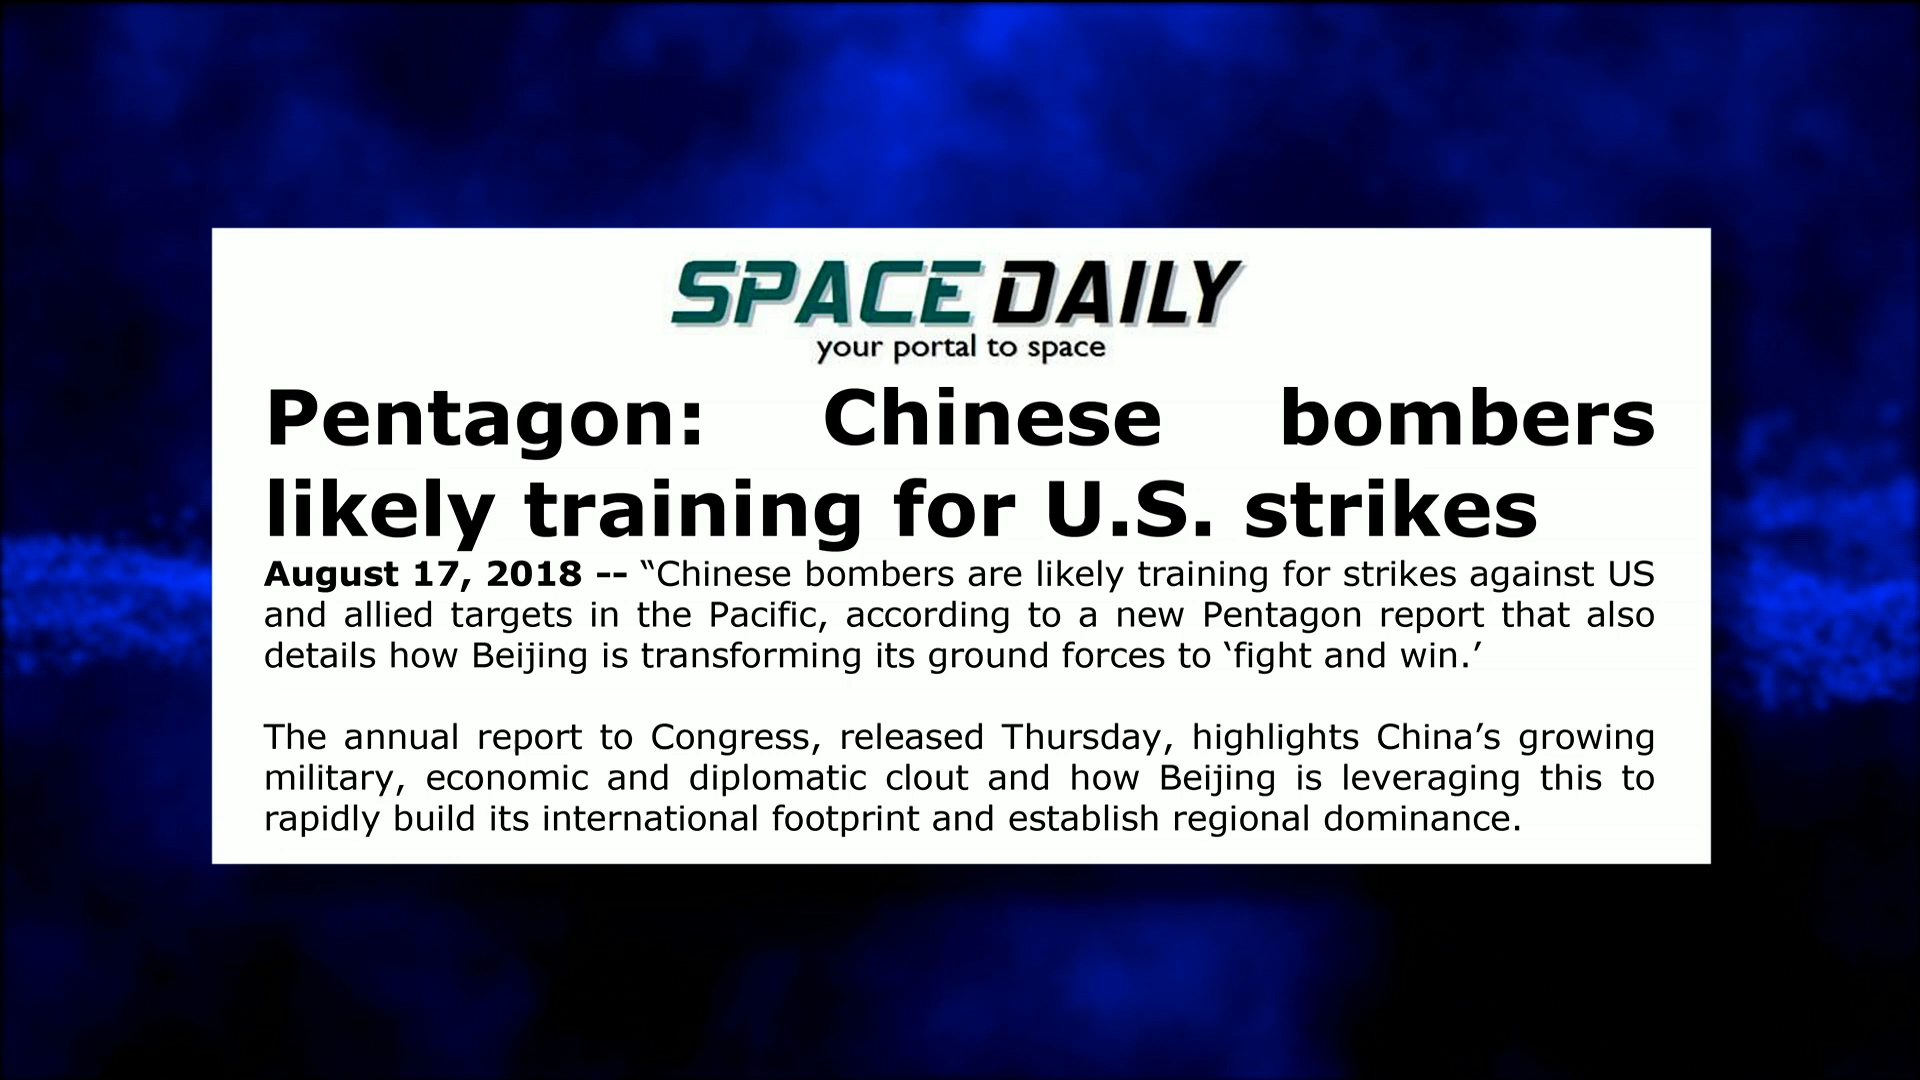 SPACE DAILY
your portal to space
Pentagon: Chinese bombers
likely training for U.S. strikes
August 17, 2018 -- “Chinese bombers are likely training for strikes against US
and allied targets in the Pacific, according to a new Pentagon report that also
details how Beijing is transforming its ground forces to ‘fight and win.’
The annual report to Congress, released Thursday, highlights China’s growing
military, economic and diplomatic clout and how Beijing is leveraging this to
rapidly build its international footprint and establish regional dominance.